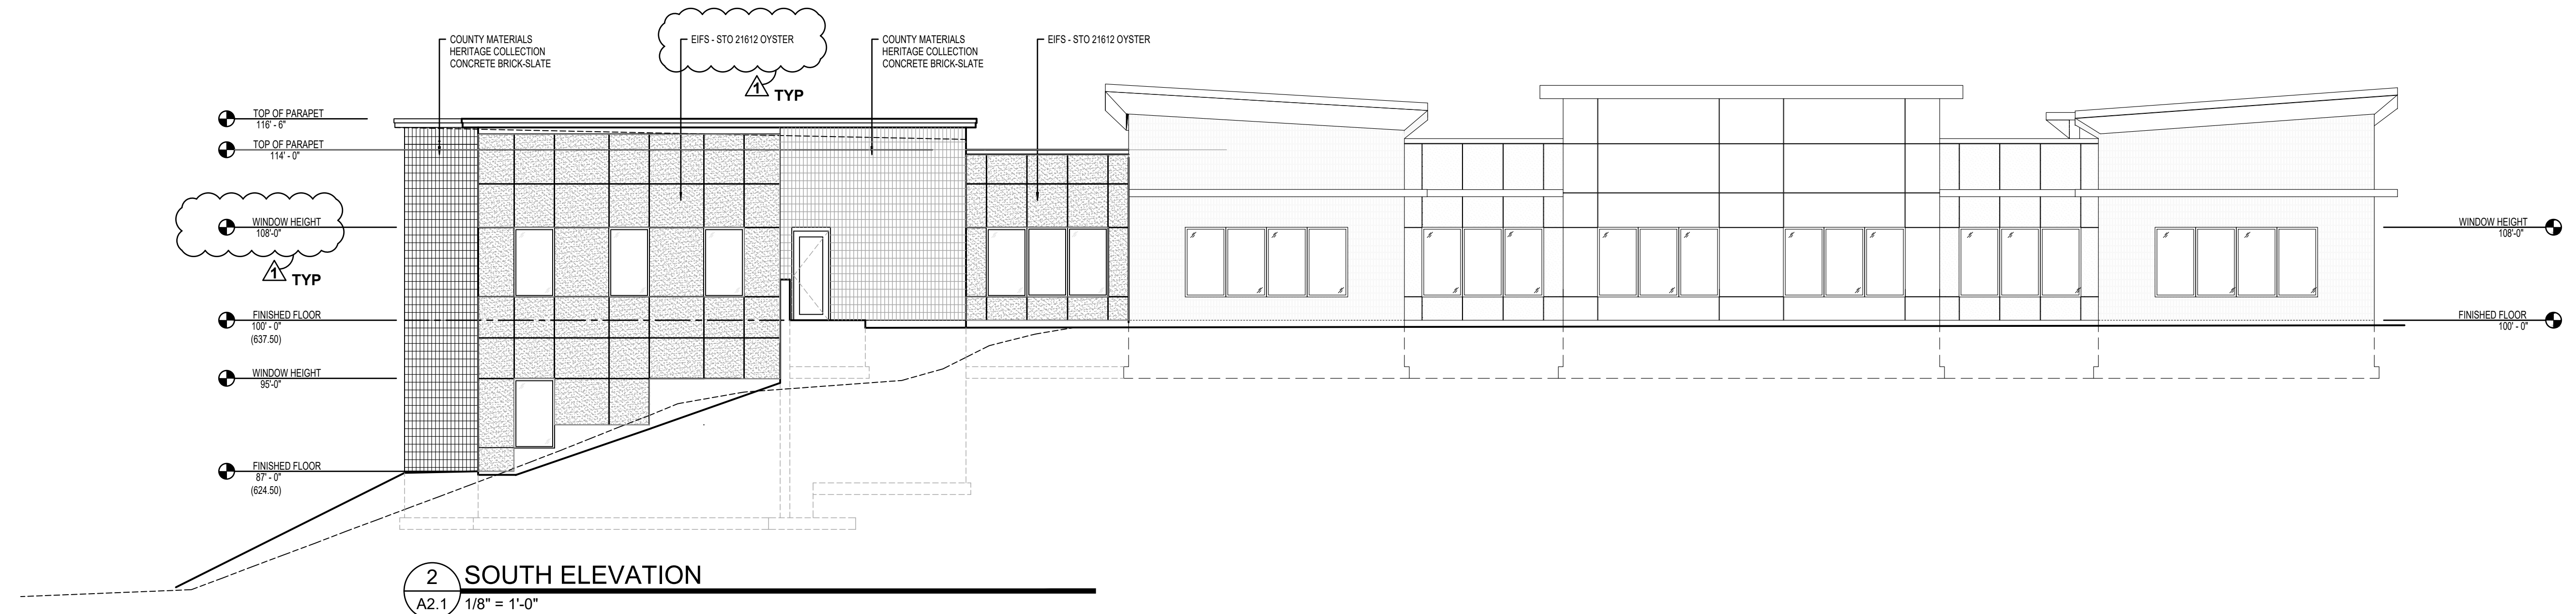 COUNTY MATERIALS
HERITAGE COLLECTION
CONCRETE BRICK-SLATE
EIFS - STO 21612 OYSTER
1
TYP
COUNTY MATERIALS
HERITAGE COLLECTION
CONCRETE BRICK-SLATE
EIFS - STO 21612 OYSTER
TOP OF PARAPET
116' - 6"
TOP OF PARAPET
114' - 0"
WINDOW HEIGHT
108'-0"
1
TYP
FINISHED FLOOR
100' - 0"
(637.50)
WINDOW HEIGHT
95'-0"
FINISHED FLOOR
87' - 0"
(624.50)
WINDOW HEIGHT
108'-0"
FINISHED FLOOR
100' - 0"
2
A2.1
SOUTH ELEVATION
1/8" = 1'-0"